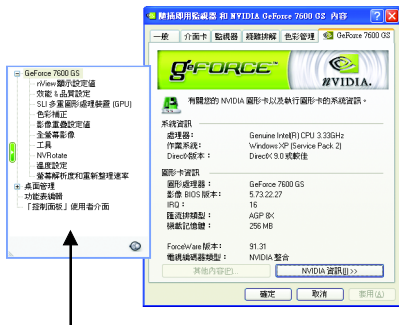 隨插即用監視器 和 NVIDIA GeForce 7600 GS 內容
一般
介面卡
監視器
疑難排解
色彩管理
GeForce 7600 GS
GeFORCE
NVIDIA.
有關您的 NVIDIA 圖形卡以及執行圖形卡的系統資訊。
系統資訊
處理器：
Genuine Intel(R) CPU 3.33GHz
作業系統：
Windows XP (Service Pack 2)
DirectX版本：
DirectX 9.0 或較佳
圖形卡資訊
圖形處理器：
GeForce 7600 GS
影像 BIOS 版本：
5.73.22.27
IRQ：
16
匯流排類型：
AGP 8X
機載記憶體：
256 MB
ForceWare 版本：
91.31
電視編碼器類型：
NVIDIA 整合
其他內容(P)...
NVIDIA 資訊(I) >>
確定
取消
套用(A)
GeForce 7600 GS
nView 顯示設定值
效能＆品質設定
SLI 多重圖形處理裝置 (GPU)
色彩補正
影像重疊設定值
全螢幕影像
工具
NVRotate
溫度設定
螢幕解析度和重新整理速率
桌面管理
功能表編輯
「控制面板」使用者介面